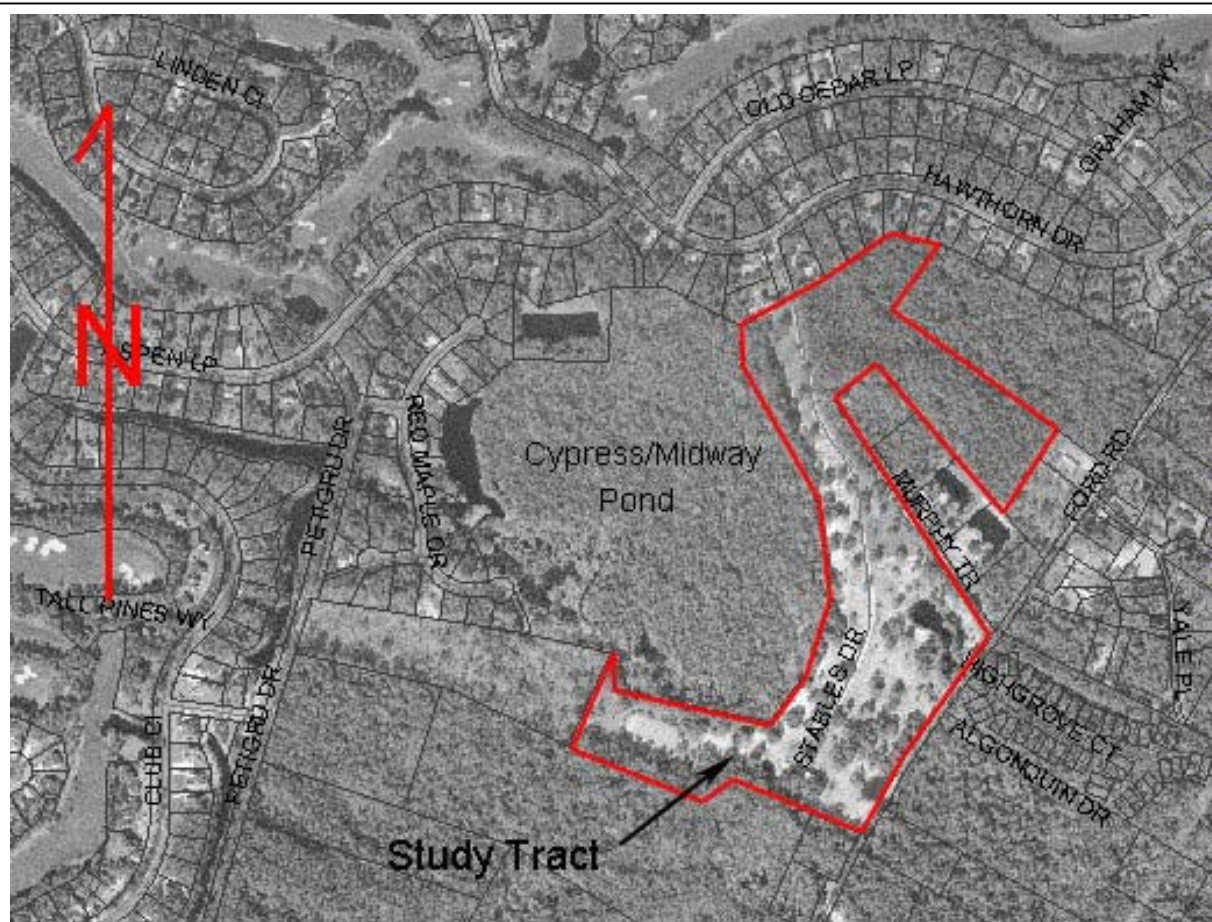 LINDEN CI
OLD CEDAR LP
GRAHAM WY
HAWTHORN DR
N
ASPEN LP
RED MAPLE DR
PETIGRU DR
Cypress/Midway
Pond
MURPHY TR
FORD RD
TALL PINES WY
YALE PL
STABLES DR
HIGHGROVE CT
ALGONQUIN DR
CLUB CI
PETIGRU DR
Study Tract